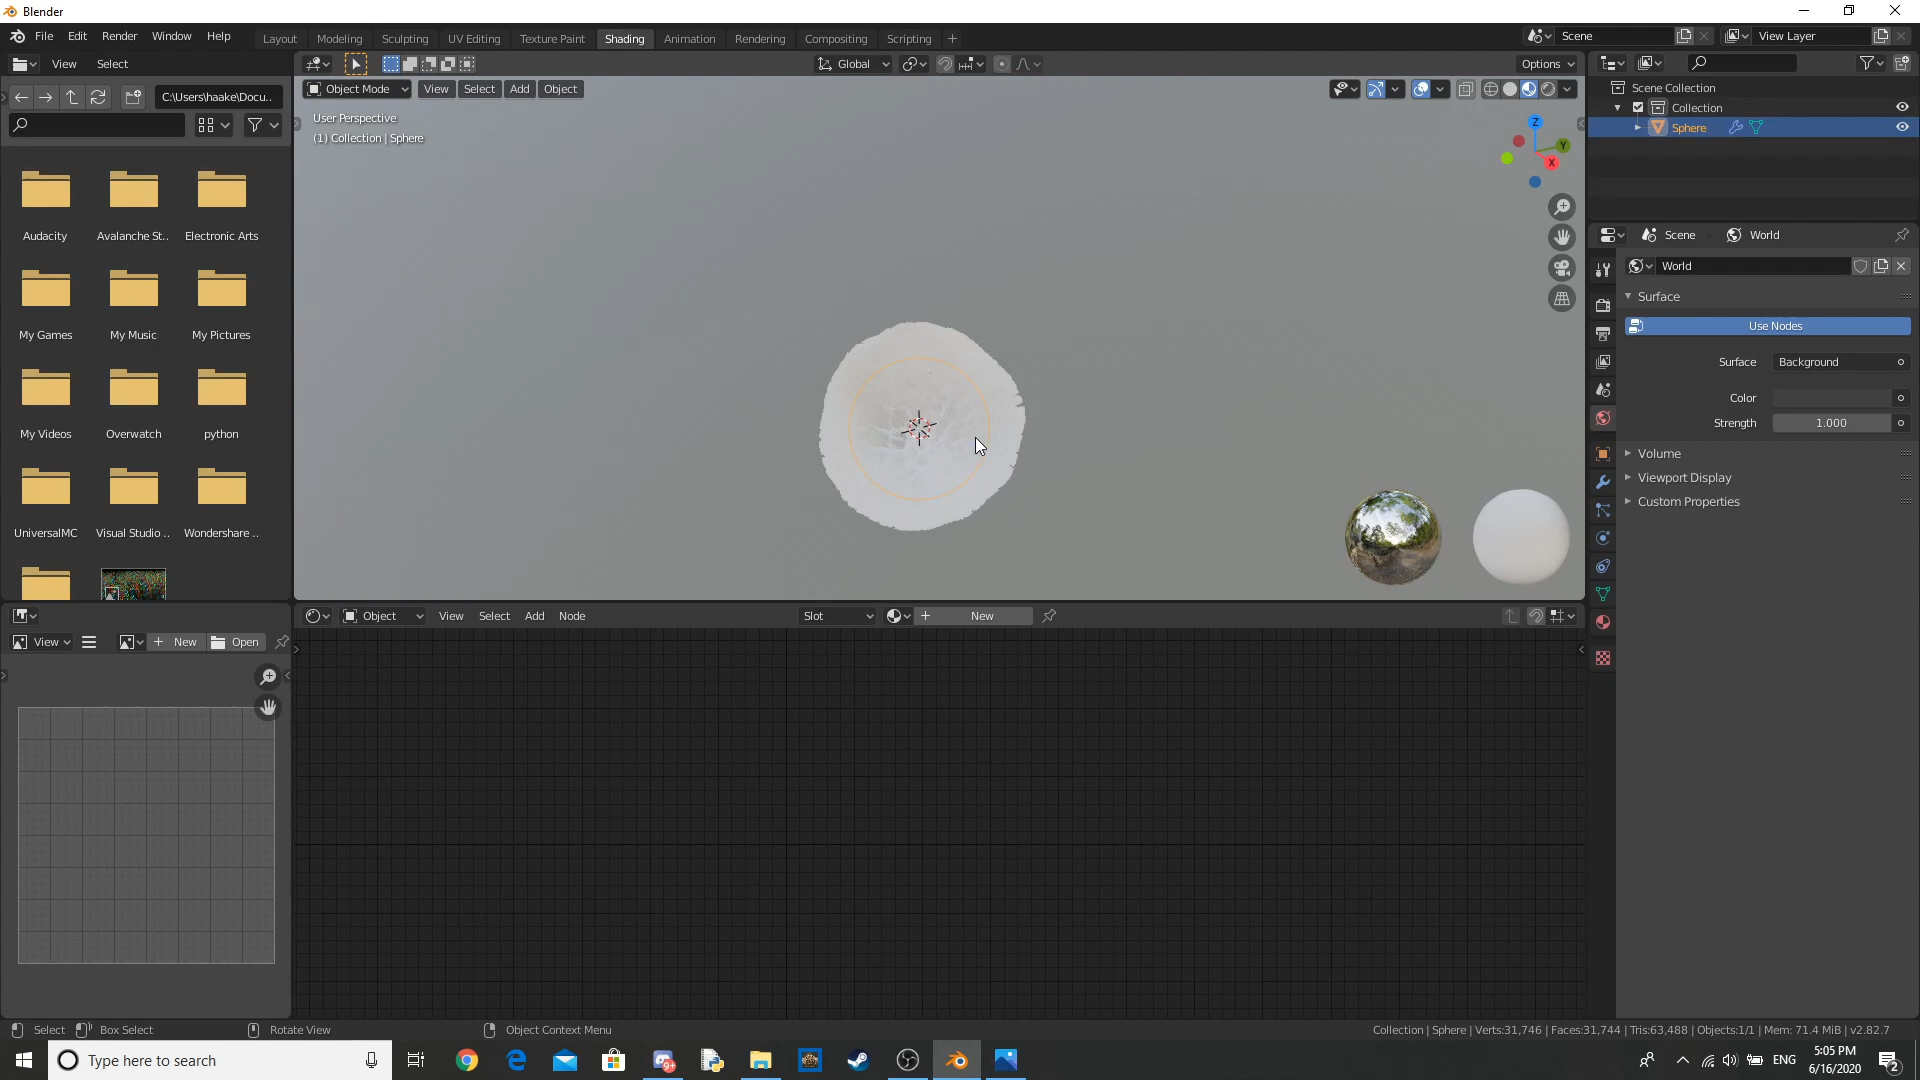 Blender
File Edit Render Window Help
Layout Modeling Sculpting UV Editing Texture Paint Shading Animation Rendering Compositing Scripting
Scene
View Layer
View Select
Global
Options
C:\Users\haake\Docu..
Object Mode View Select Add Object
User Perspective
(1) Collection | Sphere
Z
Y
X
Scene Collection
Collection
Sphere
Audacity
Avalanche St..
Electronic Arts
My Games
My Music
My Pictures
My Videos
Overwatch
python
UniversalMC
Visual Studio ..
Wondershare ..
Scene World
World
Surface
Use Nodes
Surface Background
Color
Strength 1.000
Volume
Viewport Display
Custom Properties
Object View Select Add Node Slot New
View New Open
Select Box Select Rotate View Object Context Menu
Collection | Sphere | Verts:31,746 | Faces:31,744 | Tris:63,488 | Objects:1/1 | Mem: 71.4 MiB | v2.82.7
Type here to search
9+
ENG
5:05 PM
6/16/2020
2